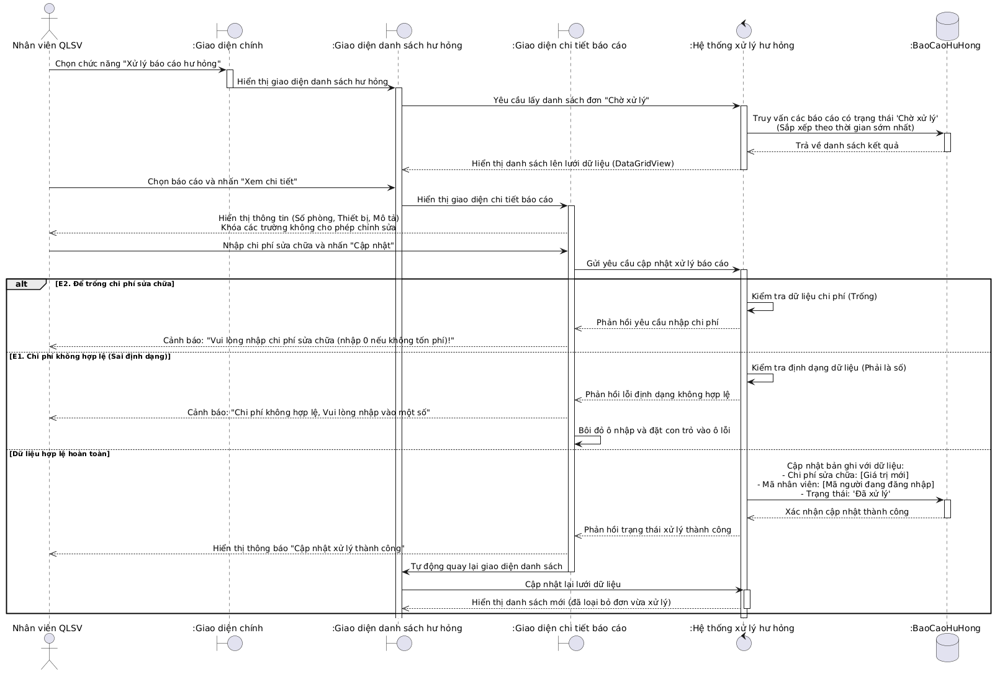 Nhân viên QLSV
:Giao diện chính
:Giao diện danh sách hư hỏng
:Giao diện chi tiết báo cáo
:Hệ thống xử lý hư hỏng
:BaoCaoHuHong
Chọn chức năng "Xử lý báo cáo hư hỏng"
Hiển thị giao diện danh sách hư hỏng
Yêu cầu lấy danh sách đơn "Chờ xử lý"
Truy vấn các báo cáo có trạng thái 'Chờ xử lý'
(Sắp xếp theo thời gian sớm nhất)
Trả về danh sách kết quả
Hiển thị danh sách lên lưới dữ liệu (DataGridView)
Chọn báo cáo và nhấn "Xem chi tiết"
Hiển thị giao diện chi tiết báo cáo
Hiển thị thông tin (Số phòng, Thiết bị, Mô tả)
Khóa các trường không cho phép chỉnh sửa
Nhập chi phí sửa chữa và nhấn "Cập nhật"
Gửi yêu cầu cập nhật xử lý báo cáo
alt [E2. Để trống chi phí sửa chữa]
Kiểm tra dữ liệu chi phí (Trống)
Phản hồi yêu cầu nhập chi phí
Cảnh báo: "Vui lòng nhập chi phí sửa chữa (nhập 0 nếu không tốn phí)!"
[E1. Chi phí không hợp lệ (Sai định dạng)]
Kiểm tra định dạng dữ liệu (Phải là số)
Phản hồi lỗi định dạng không hợp lệ
Cảnh báo: "Chi phí không hợp lệ, Vui lòng nhập vào một số"
Bôi đỏ ô nhập và đặt con trỏ vào ô lỗi
[Dữ liệu hợp lệ hoàn toàn]
Cập nhật bản ghi với dữ liệu:
- Chi phí sửa chữa: [Giá trị mới]
- Mã nhân viên: [Mã người đang đăng nhập]
- Trạng thái: 'Đã xử lý'
Xác nhận cập nhật thành công
Phản hồi trạng thái xử lý thành công
Hiển thị thông báo "Cập nhật xử lý thành công"
Tự động quay lại giao diện danh sách
Cập nhật lại lưới dữ liệu
Hiển thị danh sách mới (đã loại bỏ đơn vừa xử lý)
Nhân viên QLSV
:Giao diện chính
:Giao diện danh sách hư hỏng
:Giao diện chi tiết báo cáo
:Hệ thống xử lý hư hỏng
:BaoCaoHuHong